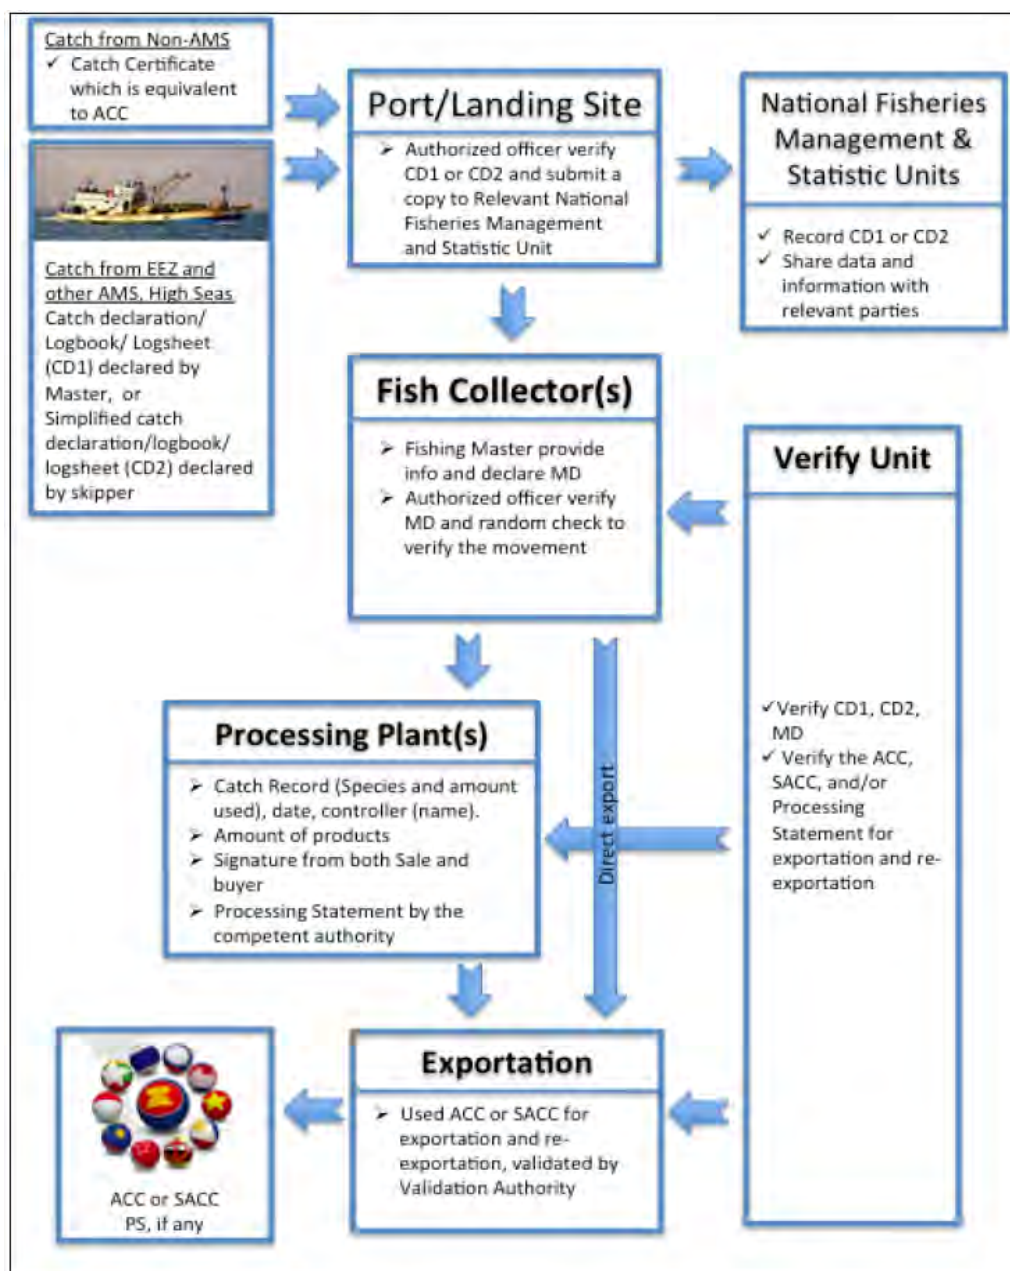 Catch from Non-AMS
✓ Catch Certificate
which is equivalent
to ACC
Catch from EEZ and
other AMS, High Seas
Catch declaration/
Logbook/ Logsheet
(CD1) declared by
Master, or
Simplified catch
declaration/logbook/
logsheet (CD2) declared
by skipper
Port/Landing Site
➢ Authorized officer verify
CD1 or CD2 and submit a
copy to Relevant National
Fisheries Management
and Statistic Unit
National Fisheries
Management &
Statistic Units
✓ Record CD1 or CD2
✓ Share data and
information with
relevant parties
Fish Collector(s)
➢ Fishing Master provide
info and declare MD
➢ Authorized officer verify
MD and random check to
verify the movement
Verify Unit
✓Verify CD1, CD2,
MD
✓ Verify the ACC,
SACC, and/or
Processing
Statement for
exportation and re-
exportation
Direct export
Processing Plant(s)
➢ Catch Record (Species and amount
used), date, controller (name).
➢ Amount of products
➢ Signature from both Sale and
buyer
➢ Processing Statement by the
competent authority
Exportation
➢ Used ACC or SACC for
exportation and re-
exportation, validated by
Validation Authority
ACC or SACC
PS, if any